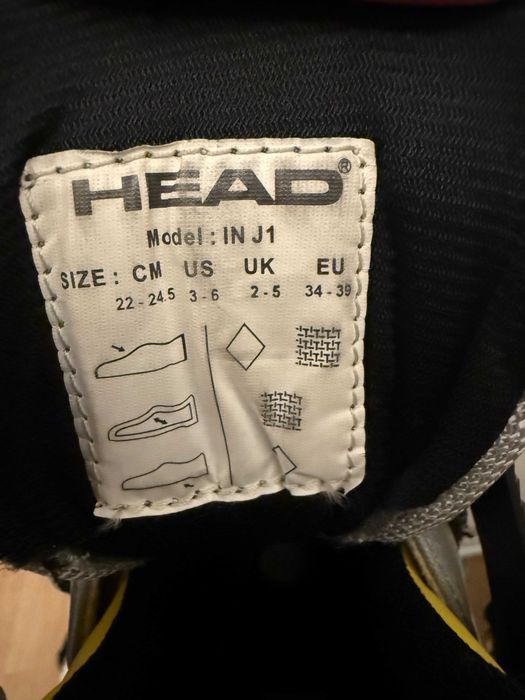 HEAD®
Model : IN J1
SIZE : CM US UK EU
22 - 24.5 3 - 6 2 - 5 34 - 39